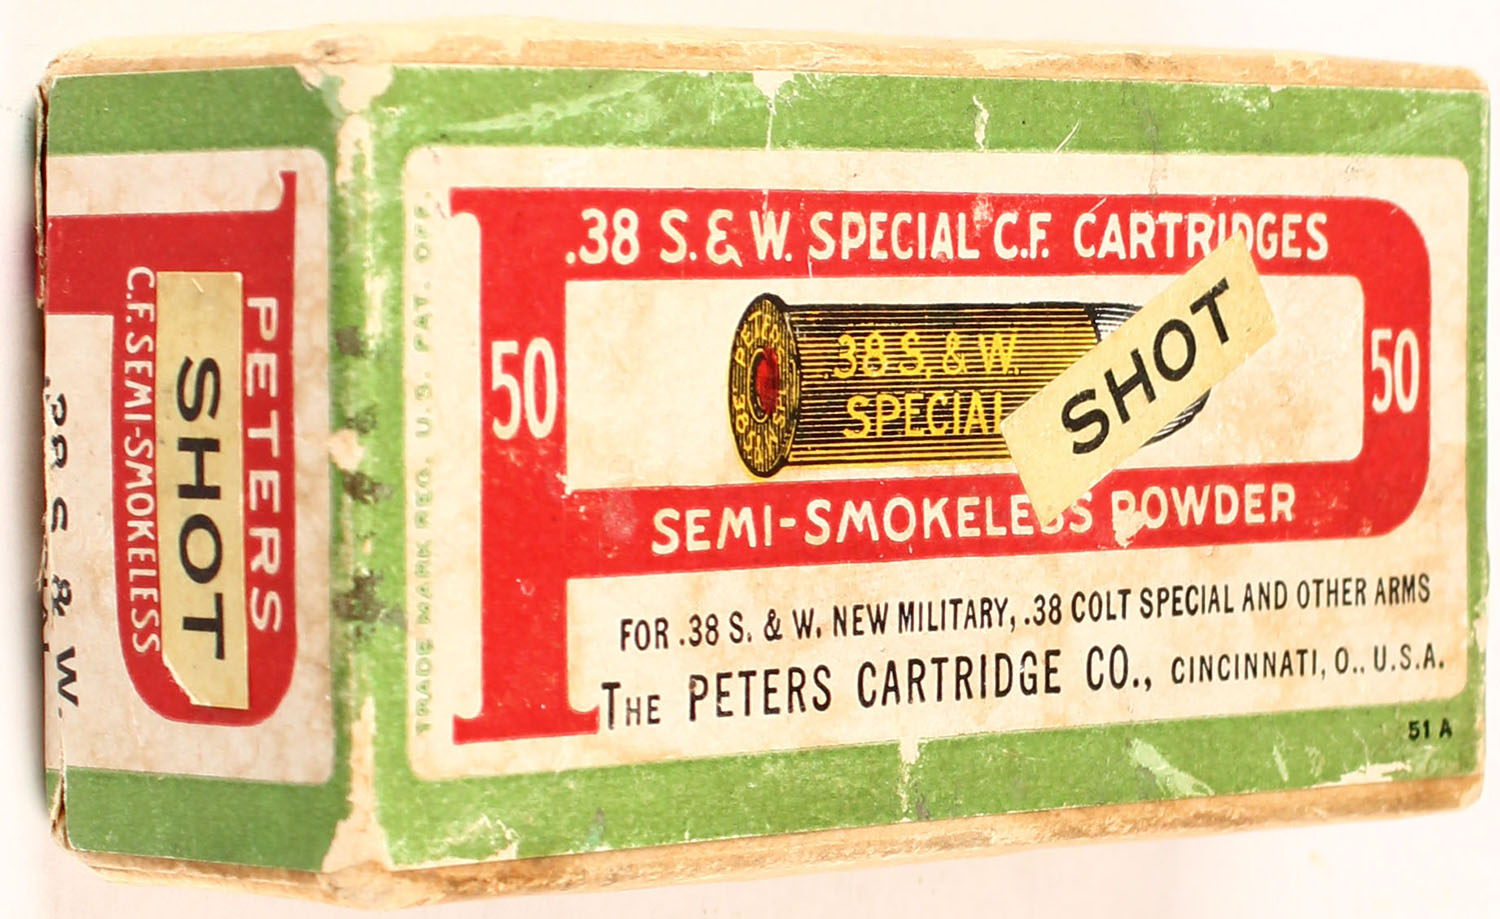 .38 S. & W. SPECIAL C.F. CARTRIDGES
50
50
PETERS
.38 S. & W.
SPECIAL
SHOT
SEMI-SMOKELESS POWDER
FOR .38 S. & W. NEW MILITARY, .38 COLT SPECIAL AND OTHER ARMS
THE PETERS CARTRIDGE CO., CINCINNATI, O., U.S.A.
51 A
TRADE MARK REG. U.S. PAT. OFF.
PETERS
SHOT
C.F. SEMI-SMOKELESS
S & W.